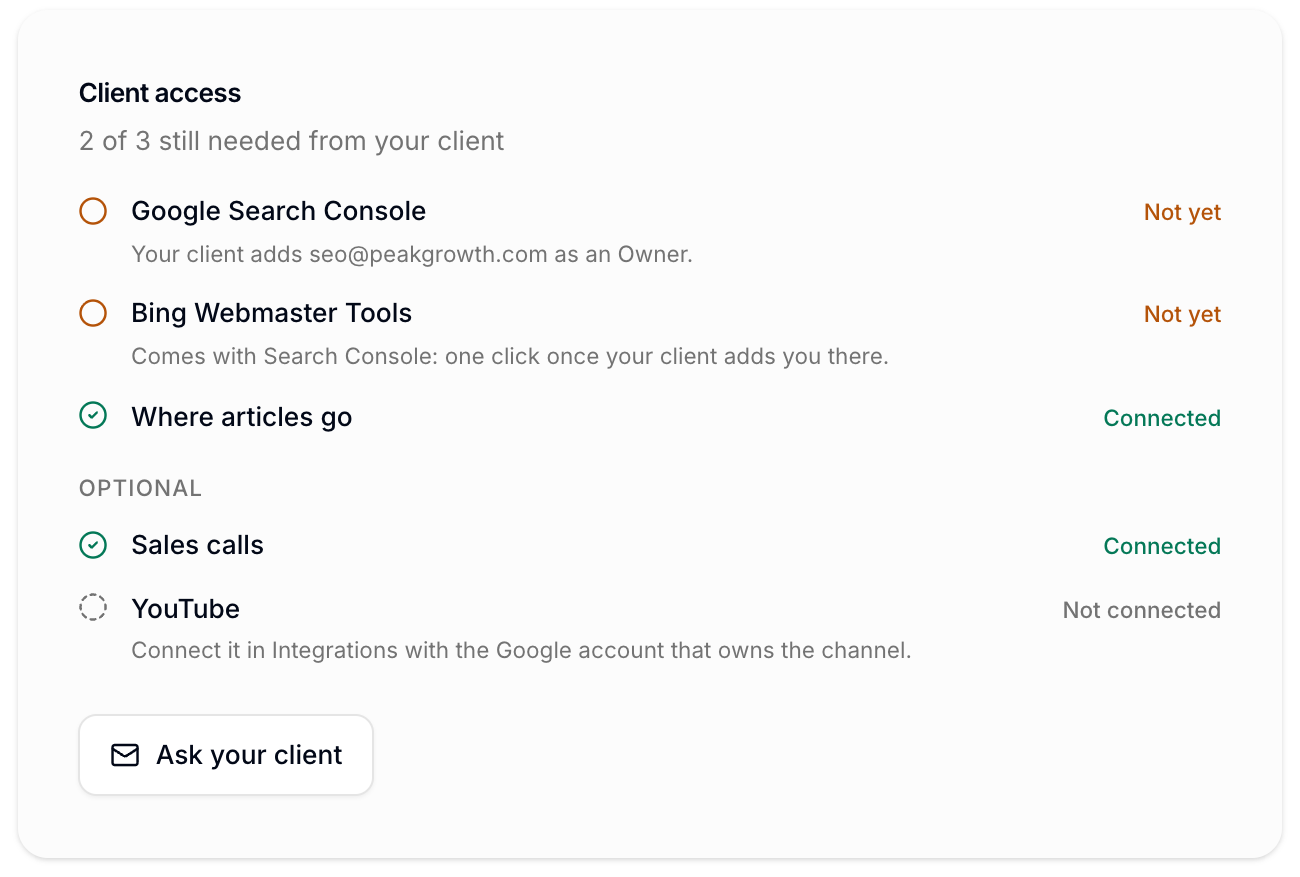 Client access
2 of 3 still needed from your client
Google Search Console
Not yet
Your client adds seo@peakgrowth.com as an Owner.
Bing Webmaster Tools
Not yet
Comes with Search Console: one click once your client adds you there.
Where articles go
Connected
OPTIONAL
Sales calls
Connected
YouTube
Not connected
Connect it in Integrations with the Google account that owns the channel.
Ask your client